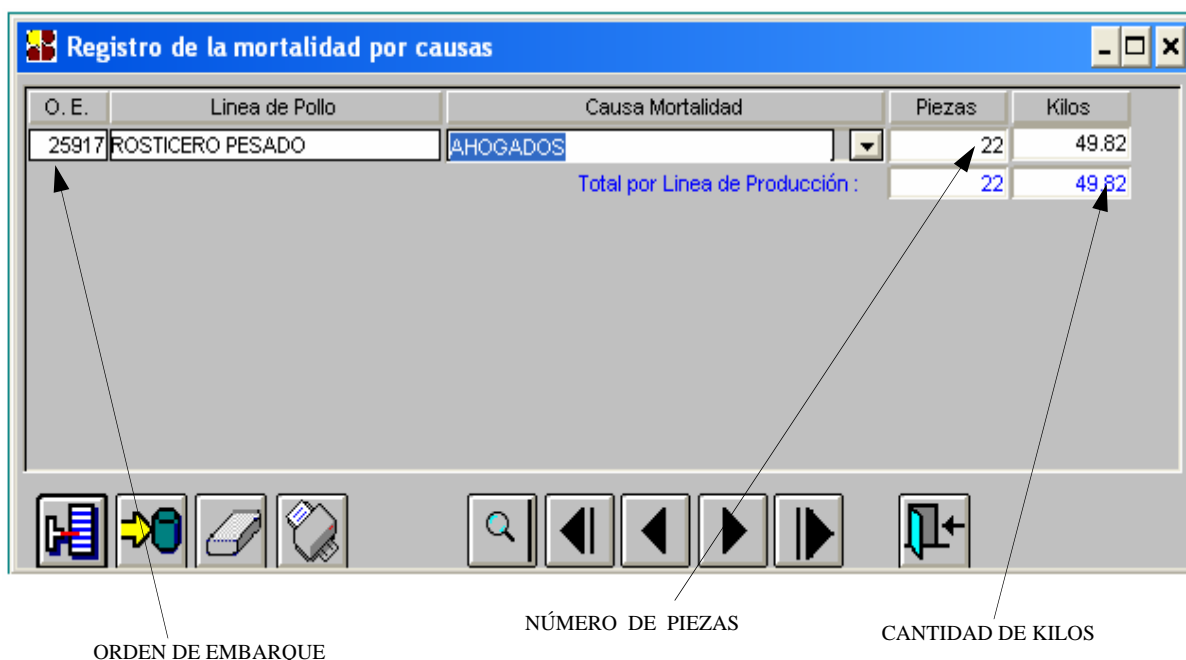 Registro de la mortalidad por causas
O. E. Linea de Pollo Causa Mortalidad Piezas Kilos
25917 ROSTICERO PESADO AHOGADOS 22 49.82
Total por Linea de Producción : 22 49.82
NÚMERO DE PIEZAS
CANTIDAD DE KILOS
ORDEN DE EMBARQUE